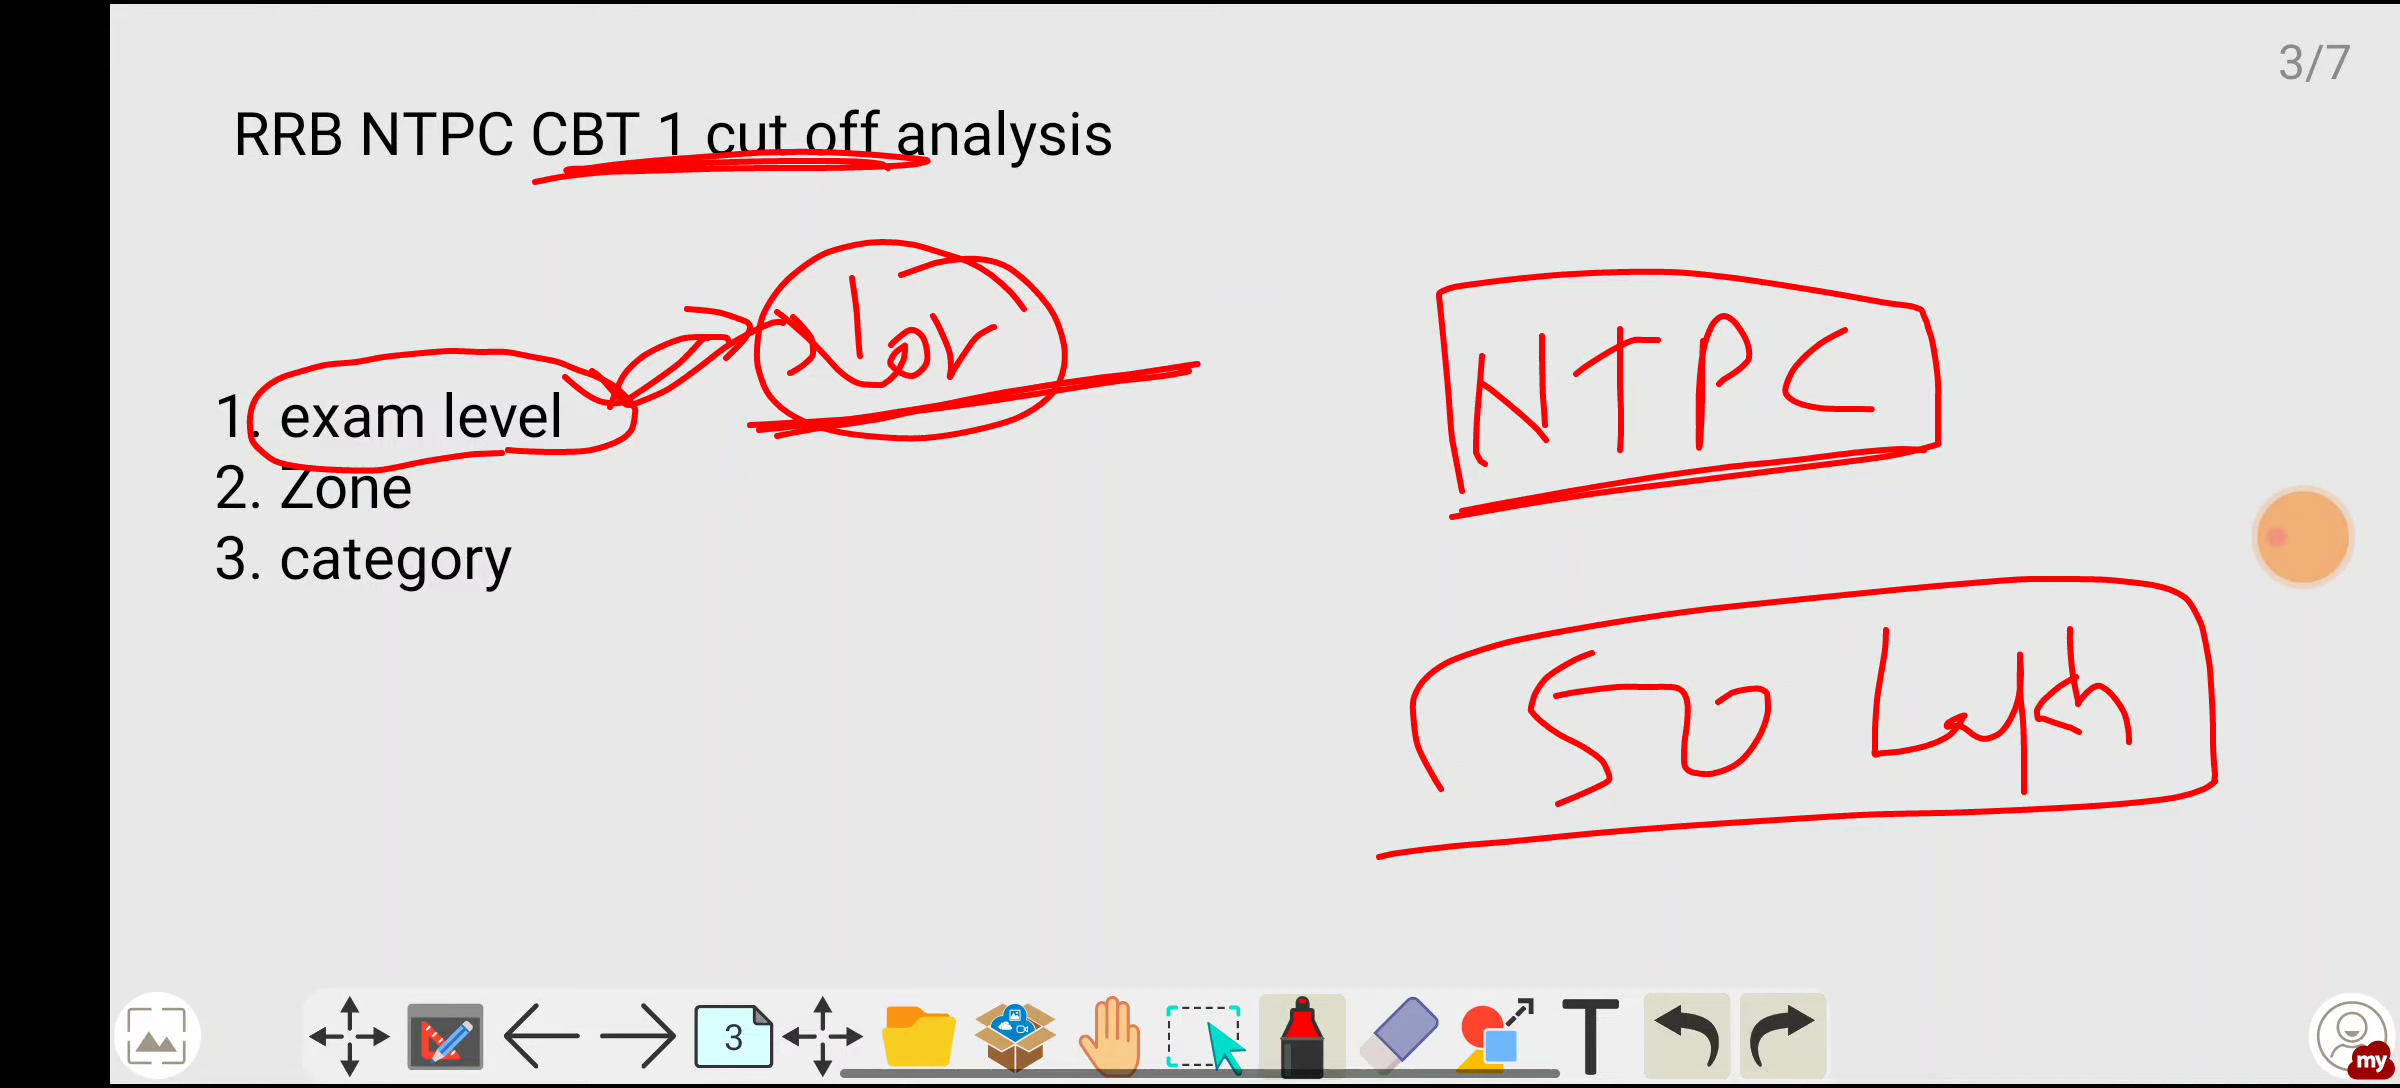 3/7
RRB NTPC CBT 1 cut off analysis
NTPC
1. exam level
2. Zone
3. category
50 Lakh
3
T
my